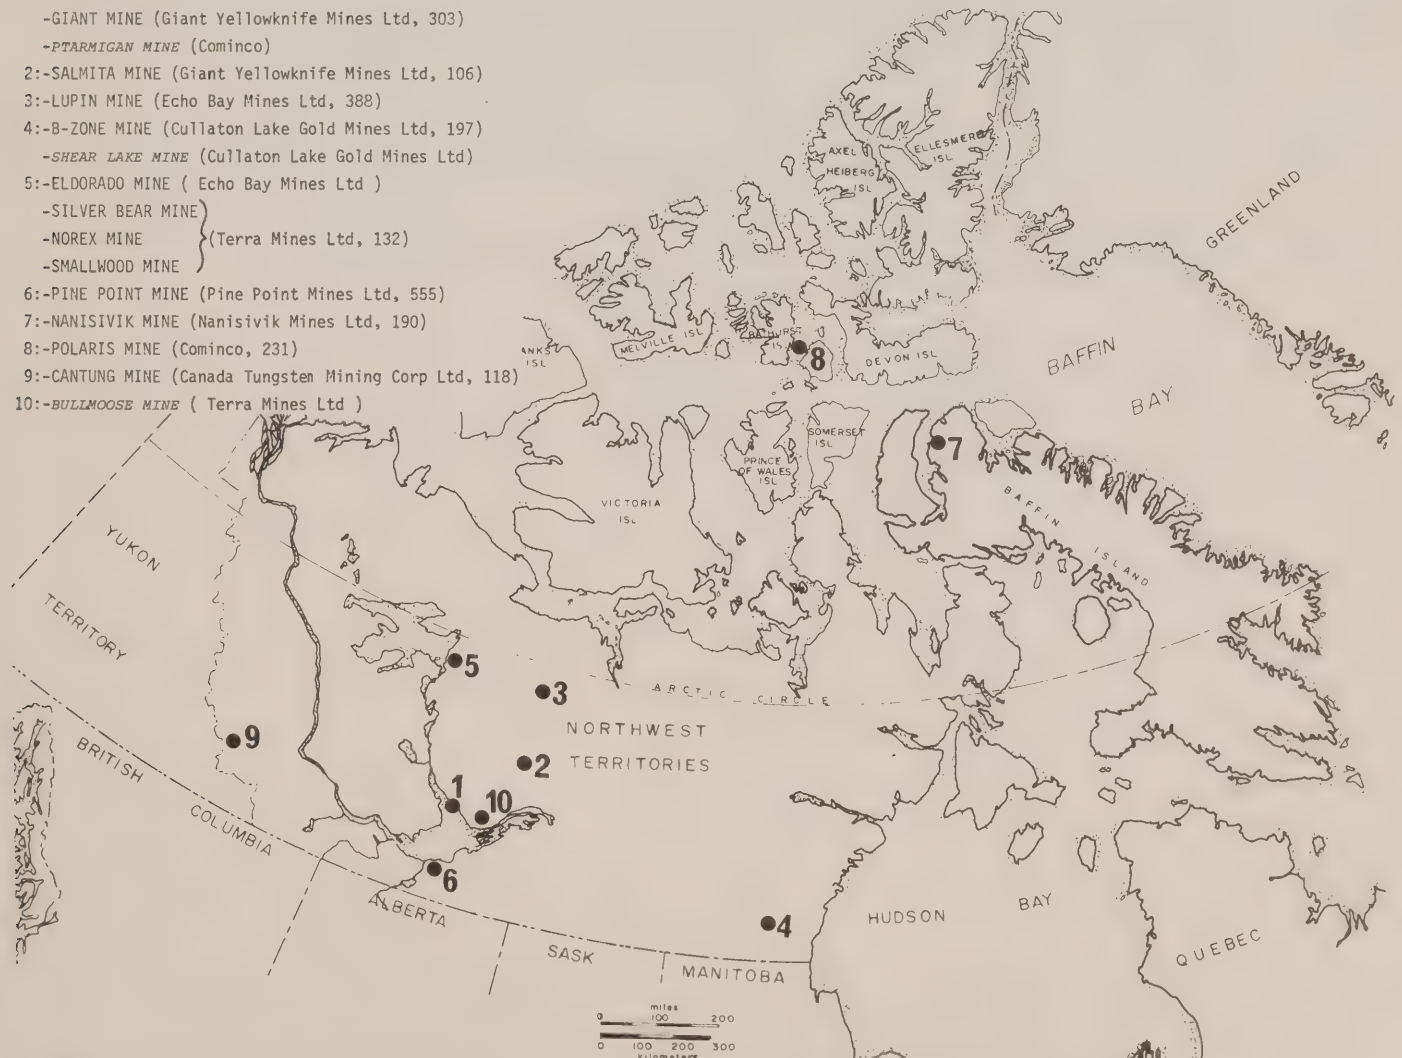 -GIANT MINE (Giant Yellowknife Mines Ltd, 303)
-PTARMIGAN MINE (Cominco)
2:-SALMITA MINE (Giant Yellowknife Mines Ltd, 106)
3:-LUPIN MINE (Echo Bay Mines Ltd, 388)
4:-B-ZONE MINE (Cullaton Lake Gold Mines Ltd, 197)
-SHEAR LAKE MINE (Cullaton Lake Gold Mines Ltd)
5:-ELDORADO MINE ( Echo Bay Mines Ltd )
-SILVER BEAR MINE
-NOREX MINE (Terra Mines Ltd, 132)
-SMALLWOOD MINE
6:-PINE POINT MINE (Pine Point Mines Ltd, 555)
7:-NANISIVIK MINE (Nanisivik Mines Ltd, 190)
8:-POLARIS MINE (Cominco, 231)
9:-CANTUNG MINE (Canada Tungstem Mining Corp Ltd, 118)
10:-BULLMOOSE MINE ( Terra Mines Ltd )
AXEL
HEIBERG
ISL
ELLESMERE
ISL
GREENLAND
ANKS
ISL
MELVILLE ISL
BATHURST
IS
8
DEVON ISL
BAFFIN
BAY
SOMERSET
ISL
PRINCE
OF WALES
ISL
7
VICTORIA
ISL
BAFFIN
ISLAND
YUKON
TERRITORY
5
3
ARCTIC CIRCLE
NORTHWEST
TERRITORIES
9
2
1
10
6
4
BRITISH
COLUMBIA
ALBERTA
SASK
MANITOBA
HUDSON
BAY
QUEBEC
miles
0 100 200
0 100 200 300
kilometers